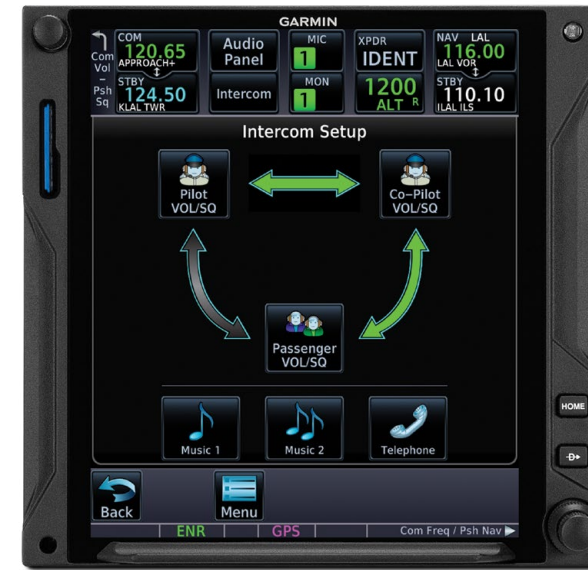 GARMIN
Com
Vol
–
Psh
Sq
COM
120.65
APPROACH+
STBY
124.50
KLAL TWR
Audio
Panel
Intercom
MIC
1
MON
1
XPDR
IDENT
1200
ALT R
NAV LAL
116.00
LAL VOR
STBY
110.10
ILAL ILS
Intercom Setup
Pilot
VOL/SQ
Co-Pilot
VOL/SQ
Passenger
VOL/SQ
Music 1
Music 2
Telephone
HOME
D
Back
Menu
ENR
GPS
Com Freq / Psh Nav